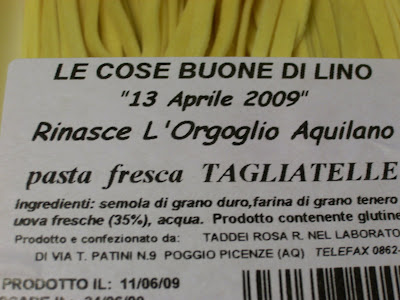 LE COSE BUONE DI LINO
"13 Aprile 2009"
Rinasce L'Orgoglio Aquilano
pasta fresca TAGLIATELLE
Ingredienti: semola di grano duro,farina di grano tenero
uova fresche (35%), acqua. Prodotto contenente glutine
Prodotto e confezionato da: TADDEI ROSA R. NEL LABORATO
DI VIA T. PATINI N.9 POGGIO PICENZE (AQ) TELEFAX 0862-
PRODOTTO IL: 11/06/09